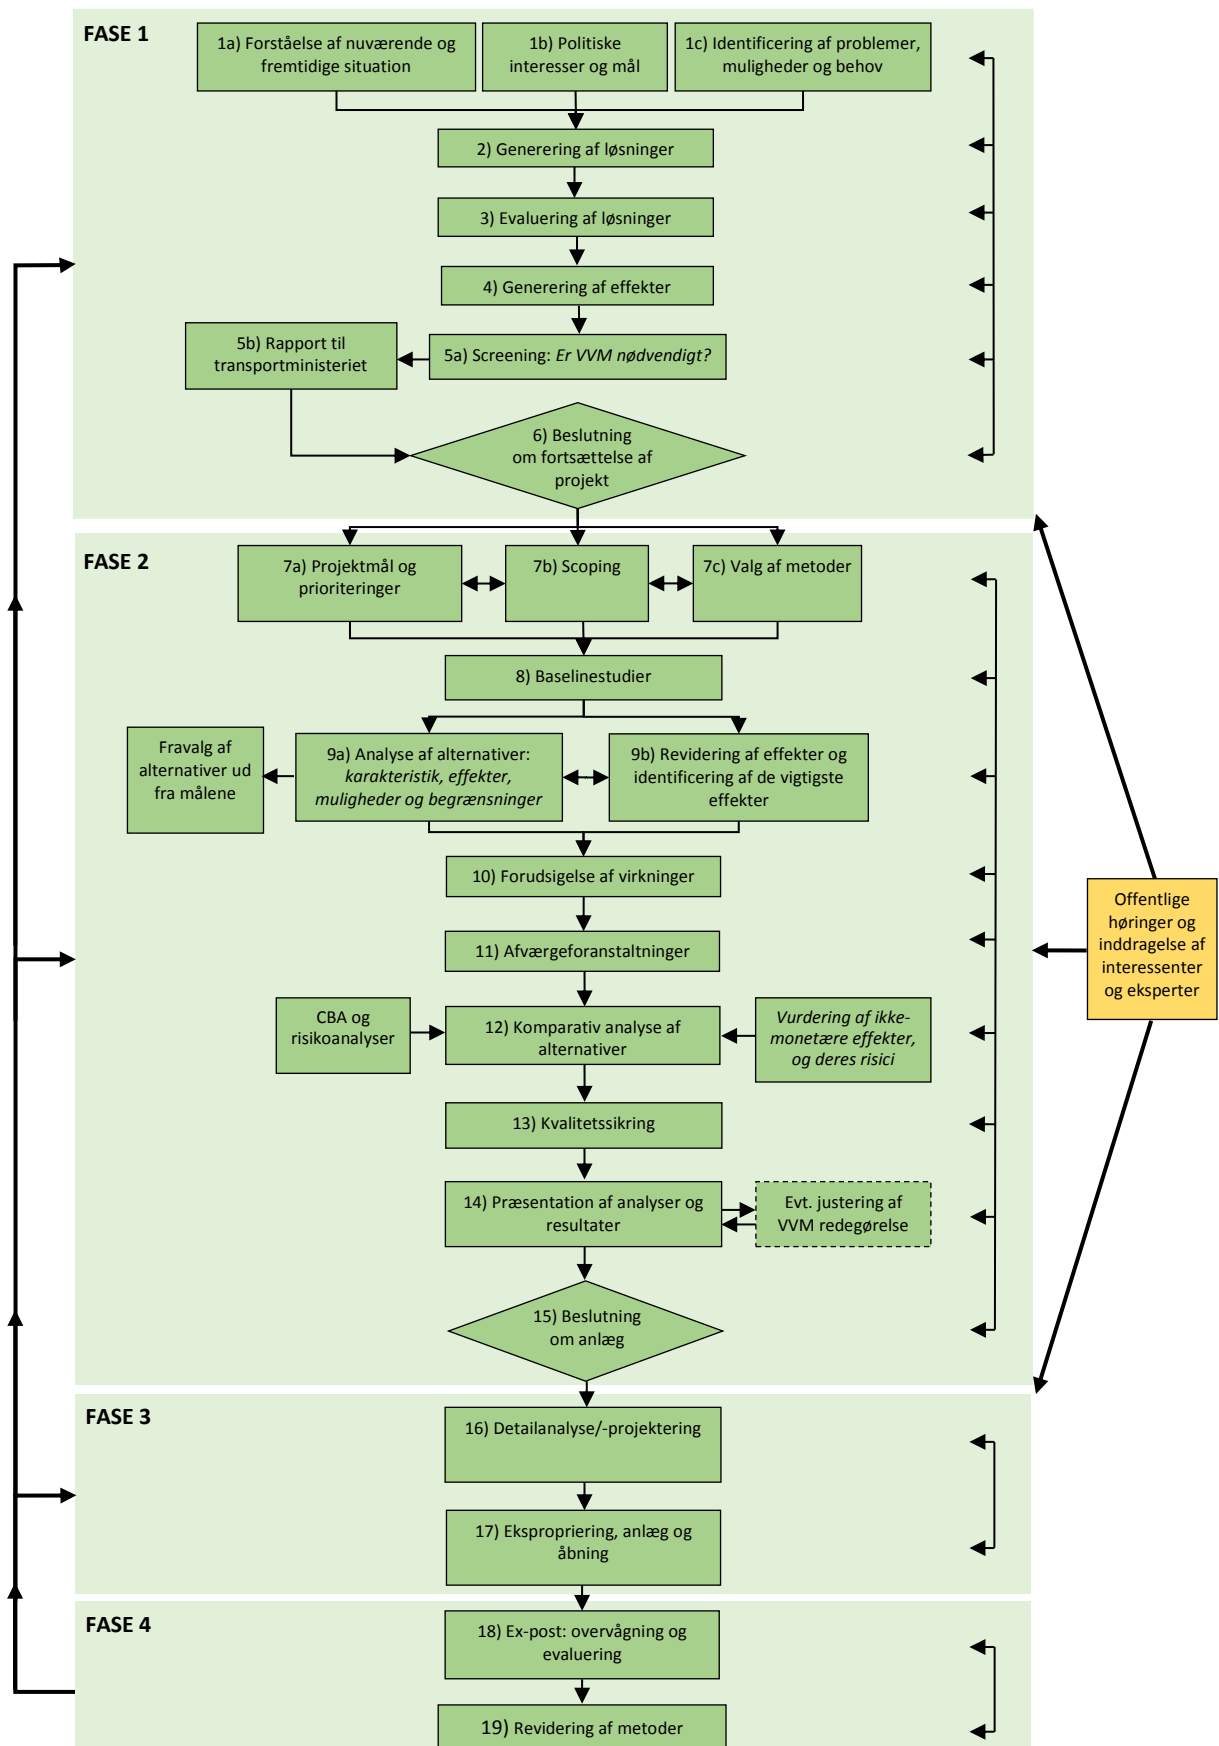 FASE 1
1a) Forståelse af nuværende og
fremtidige situation
1b) Politiske
interesser og mål
1c) Identificering af problemer,
muligheder og behov
2) Generering af løsninger
3) Evaluering af løsninger
4) Generering af effekter
5b) Rapport til
transportministeriet
5a) Screening: Er VVM nødvendigt?
6) Beslutning
om fortsættelse af
projekt
FASE 2
7a) Projektmål og
prioriteringer
7b) Scoping
7c) Valg af metoder
8) Baselinestudier
Fravalg af
alternativer ud
fra målene
9a) Analyse af alternativer:
karakteristik, effekter,
muligheder og begrænsninger
9b) Revidering af effekter og
identificering af de vigtigste
effekter
10) Forudsigelse af virkninger
11) Afværgeforanstaltninger
CBA og
risikoanalyser
12) Komparativ analyse af
alternativer
Vurdering af ikke-
monetære effekter,
og deres risici
13) Kvalitetssikring
14) Præsentation af analyser og
resultater
Evt. justering af
VVM redegørelse
15) Beslutning
om anlæg
Offentlige
høringer og
inddragelse af
interessenter
og eksperter
FASE 3
16) Detailanalyse/-projektering
17) Ekspropriering, anlæg og
åbning
FASE 4
18) Ex-post: overvågning og
evaluering
19) Revidering af metoder